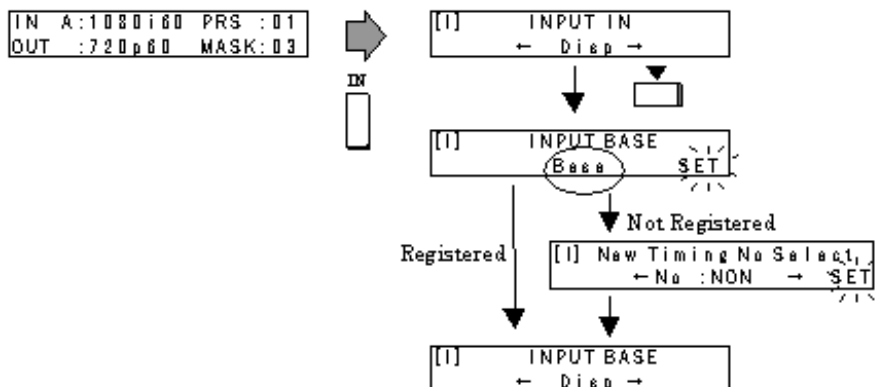 IN A:1080i60 PRS :01
OUT :720p60 MASK:03
IN
[I] INPUT IN
← Disp →
[I] INPUT BASE
Base SET
Registered
Not Registered
[I] New Timing No Select
←No :NON → SET
[I] INPUT BASE
← Disp →